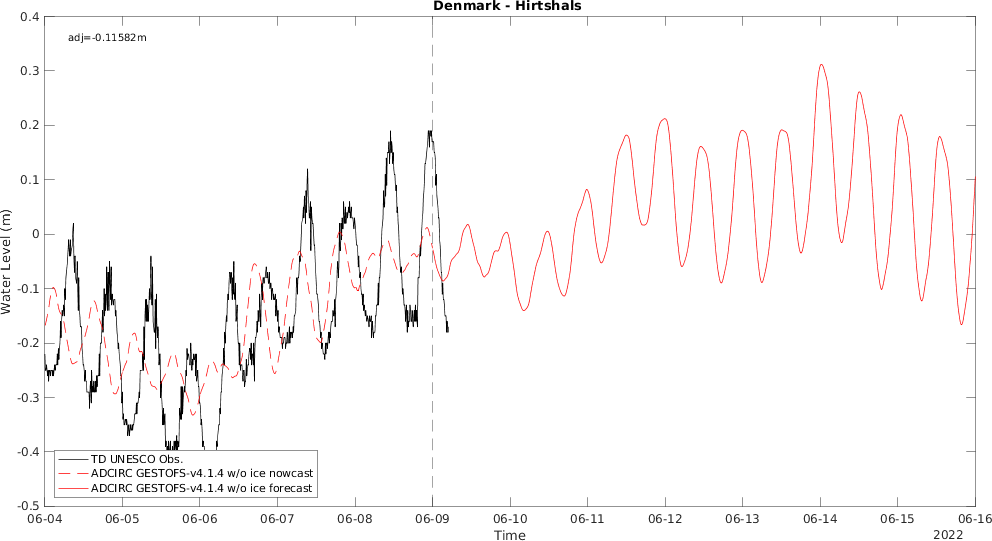 Denmark - Hirtshals
adj=-0.11582m
0.4
0.3
0.2
0.1
0
-0.1
-0.2
-0.3
-0.4
-0.5
Water Level (m)
TD UNESCO Obs.
ADCIRC GESTOFS-v4.1.4 w/o ice nowcast
ADCIRC GESTOFS-v4.1.4 w/o ice forecast
06-04 06-05 06-06 06-07 06-08 06-09 06-10 06-11 06-12 06-13 06-14 06-15 06-16
Time
2022